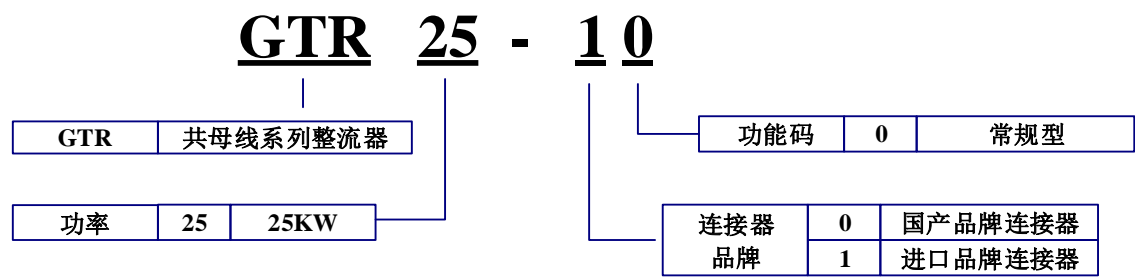 GTR 25 - 10
GTR 共母线系列整流器
功能码 0 常规型
功率 25 25KW
连接器品牌 0 国产品牌连接器
1 进口品牌连接器